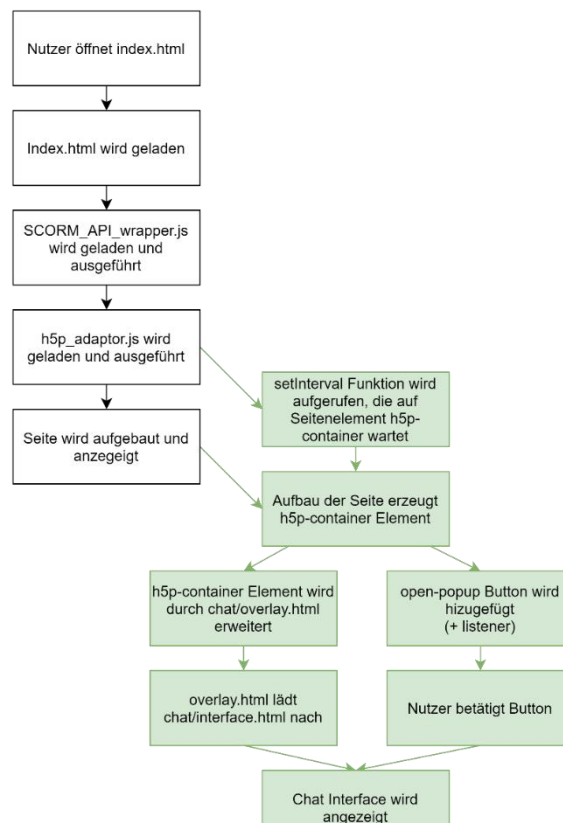 Nutzer öffnet index.html
Index.html wird geladen
SCORM_API_wrapper.js
wird geladen und
ausgeführt
h5p_adaptor.js wird
geladen und ausgeführt
setInterval Funktion wird
aufgerufen, die auf
Seitenelement h5p-
container wartet
Seite wird aufgebaut und
anzegeigt
Aufbau der Seite erzeugt
h5p-container Element
h5p-container Element wird
durch chat/overlay.html
erweitert
open-popup Button wird
hizugefügt
(+ listener)
overlay.html lädt
chat/interface.html nach
Nutzer betätigt Button
Chat Interface wird
angezeigt